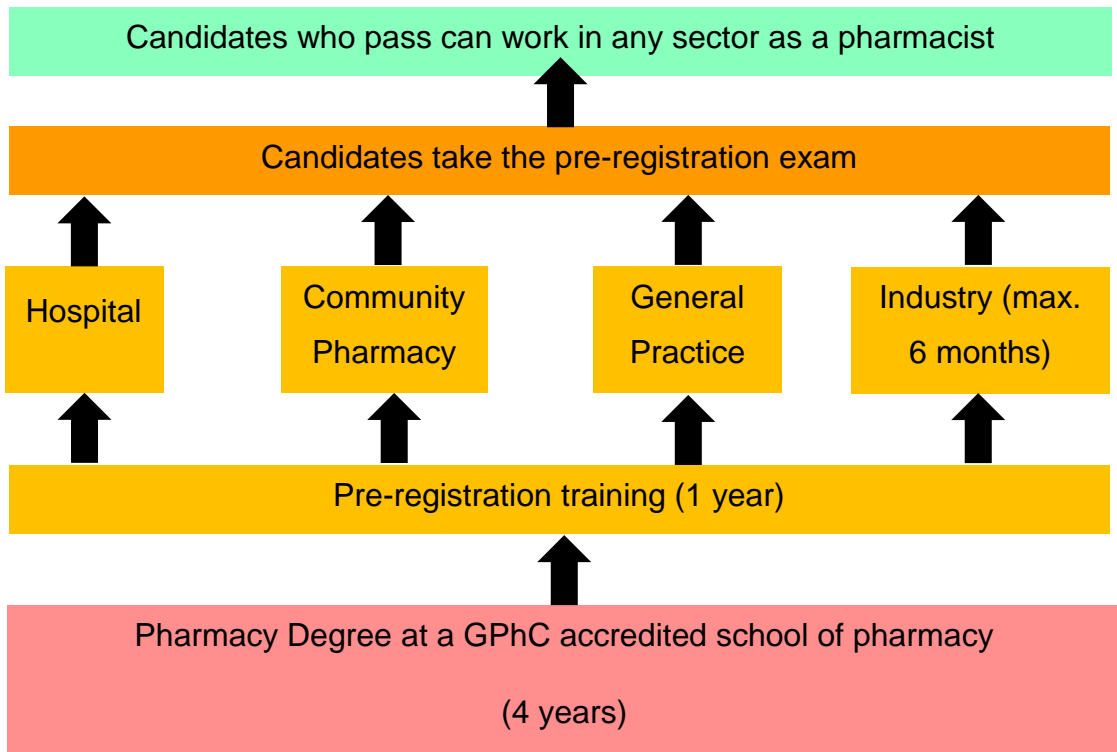 Candidates who pass can work in any sector as a pharmacist
Candidates take the pre-registration exam
Hospital
Community
Pharmacy
General
Practice
Industry (max.
6 months)
Pre-registration training (1 year)
Pharmacy Degree at a GPhC accredited school of pharmacy
(4 years)